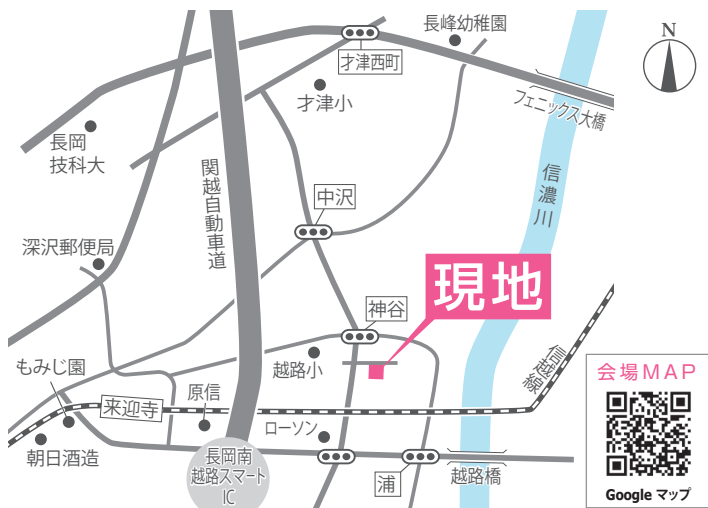 長峰幼稚園
N
才津西町
才津小
フェニックス大橋
長岡
技科大
関越自動車道
信濃川
中沢
深沢郵便局
現地
神谷
越路小
信越線
もみじ園
来迎寺
原信
ローソン
朝日酒造
長岡南
越路スマート
IC
浦
越路橋
会場MAP
Google マップ